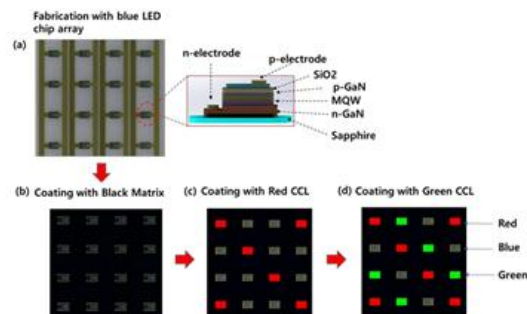 Fabrication with blue LED
chip array
(a)
p-electrode
n-electrode
SiO2
p-GaN
MQW
n-GaN
Sapphire
(b) Coating with Black Matrix
(c) Coating with Red CCL
(d) Coating with Green CCL
Red
Blue
Green